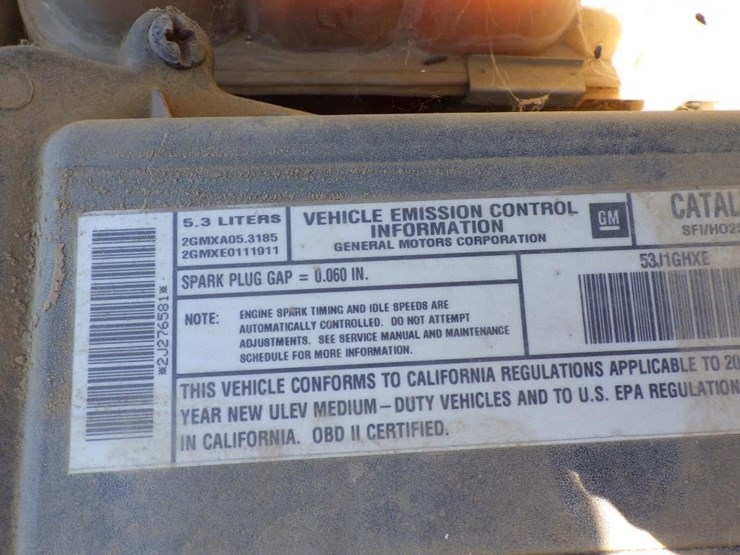 5.3 LITERS
2GMXA05.3185
2GMXE0111911
VEHICLE EMISSION CONTROL
INFORMATION
GENERAL MOTORS CORPORATION
GM
CATAL
SFI/HO2S
SPARK PLUG GAP = 0.060 IN.
53J1GHXE
NOTE: ENGINE SPARK TIMING AND IDLE SPEEDS ARE
AUTOMATICALLY CONTROLLED. DO NOT ATTEMPT
ADJUSTMENTS. SEE SERVICE MANUAL AND MAINTENANCE
SCHEDULE FOR MORE INFORMATION.
THIS VEHICLE CONFORMS TO CALIFORNIA REGULATIONS APPLICABLE TO 20
YEAR NEW ULEV MEDIUM-DUTY VEHICLES AND TO U.S. EPA REGULATION
IN CALIFORNIA. OBD II CERTIFIED.
*2J276581*